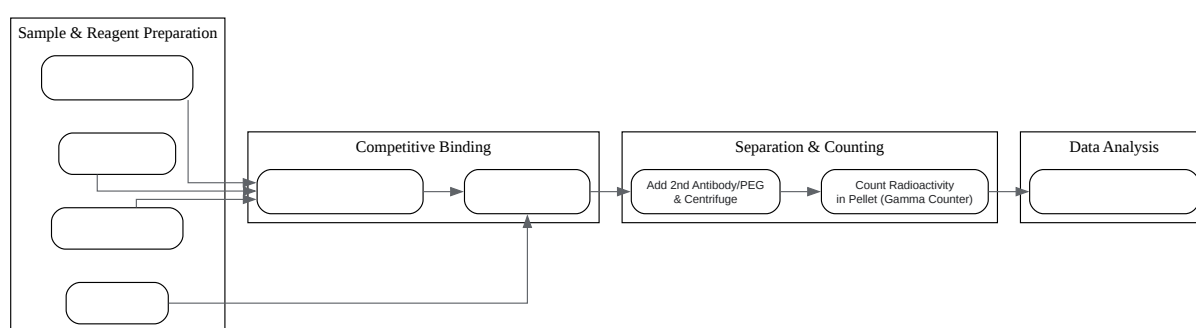 Sample & Reagent Preparation
Competitive Binding
Separation & Counting
Add 2nd Antibody/PEG
& Centrifuge
Count Radioactivity
in Pellet (Gamma Counter)
Data Analysis